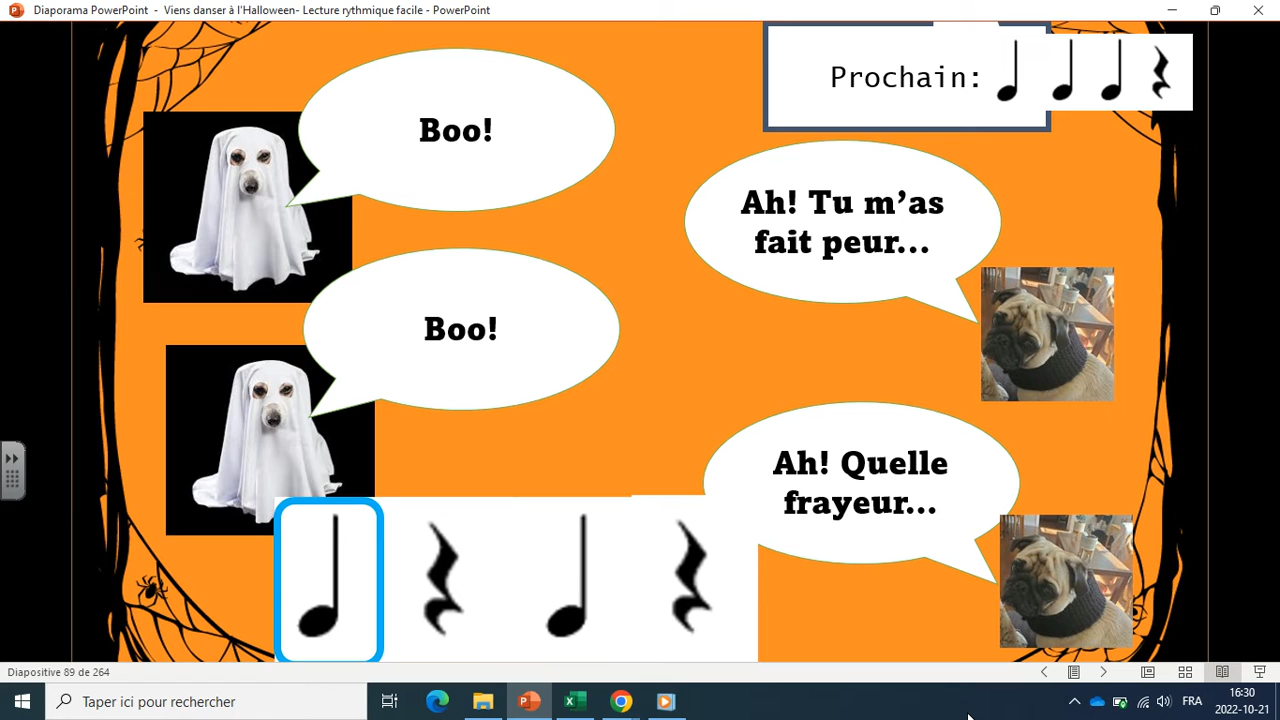 Diaporama PowerPoint - Viens danser à l'Halloween- Lecture rythmique facile - PowerPoint
Prochain:
Boo!
Ah! Tu m’as
fait peur...
Boo!
Ah! Quelle
frayeur...
Diapositive 89 de 264
Taper ici pour rechercher
FRA
16:30
2022-10-21